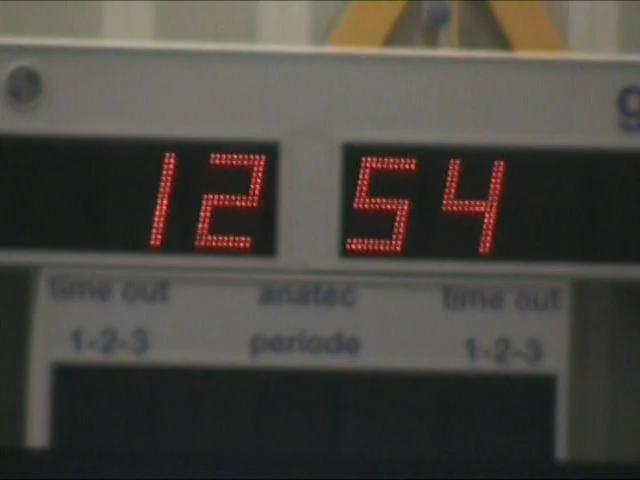 g
12 54
time out anatec time out
1-2-3 periode 1-2-3